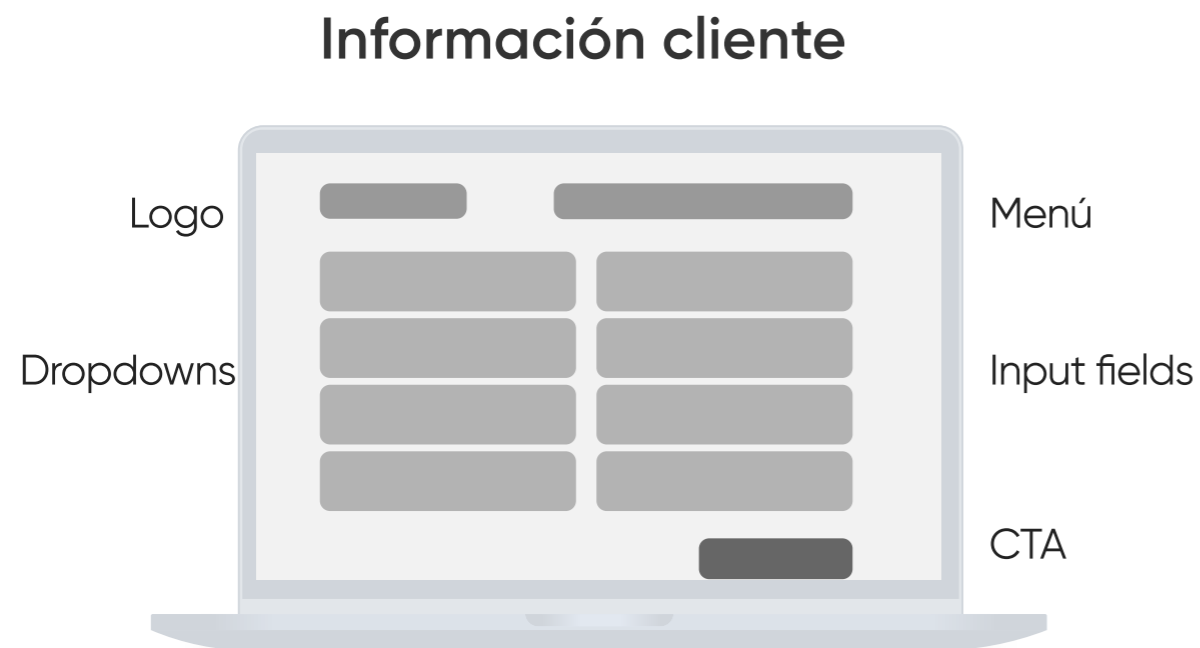 Información cliente
Logo
Menú
Dropdowns
Input fields
CTA